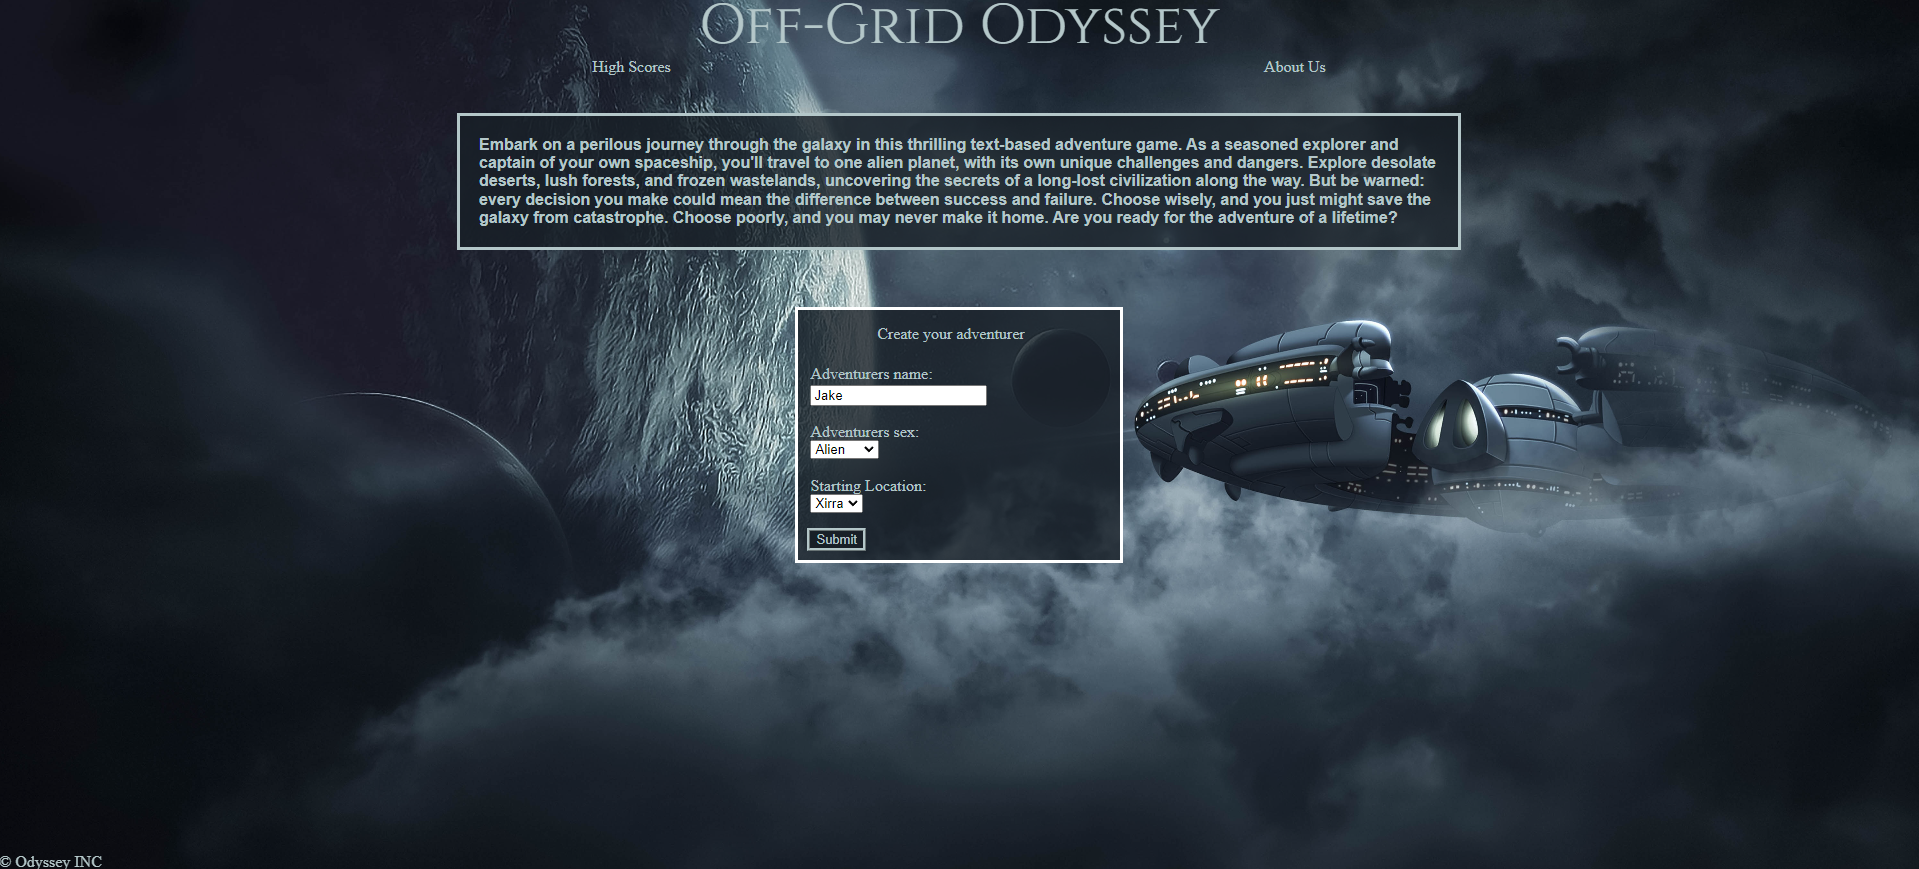 Off-Grid Odyssey
High Scores
About Us
Embark on a perilous journey through the galaxy in this thrilling text-based adventure game. As a seasoned explorer and
captain of your own spaceship, you'll travel to one alien planet, with its own unique challenges and dangers. Explore desolate
deserts, lush forests, and frozen wastelands, uncovering the secrets of a long-lost civilization along the way. But be warned:
every decision you make could mean the difference between success and failure. Choose wisely, and you just might save the
galaxy from catastrophe. Choose poorly, and you may never make it home. Are you ready for the adventure of a lifetime?
Create your adventurer
Adventurers name:
Jake
Adventurers sex:
Alien
Starting Location:
Xirra
Submit
© Odyssey INC